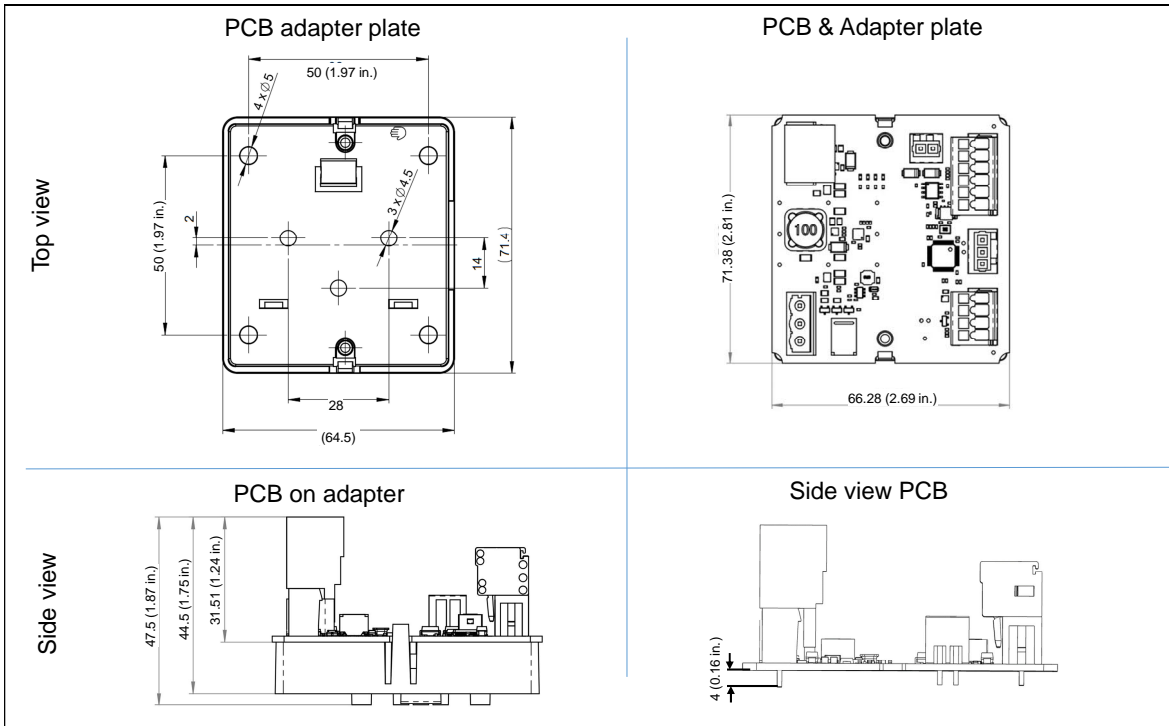 PCB adapter plate
PCB & Adapter plate
Top view
50 (1.97 in.)
4 x Ø5
50 (1.97 in.)
2
3 x Ø4.5
14
(71.4)
28
(64.5)
71.38 (2.81 in.)
100
66.28 (2.69 in.)
PCB on adapter
Side view PCB
Side view
47.5 (1.87 in.)
44.5 (1.75 in.)
31.51 (1.24 in.)
4 (0.16 in.)